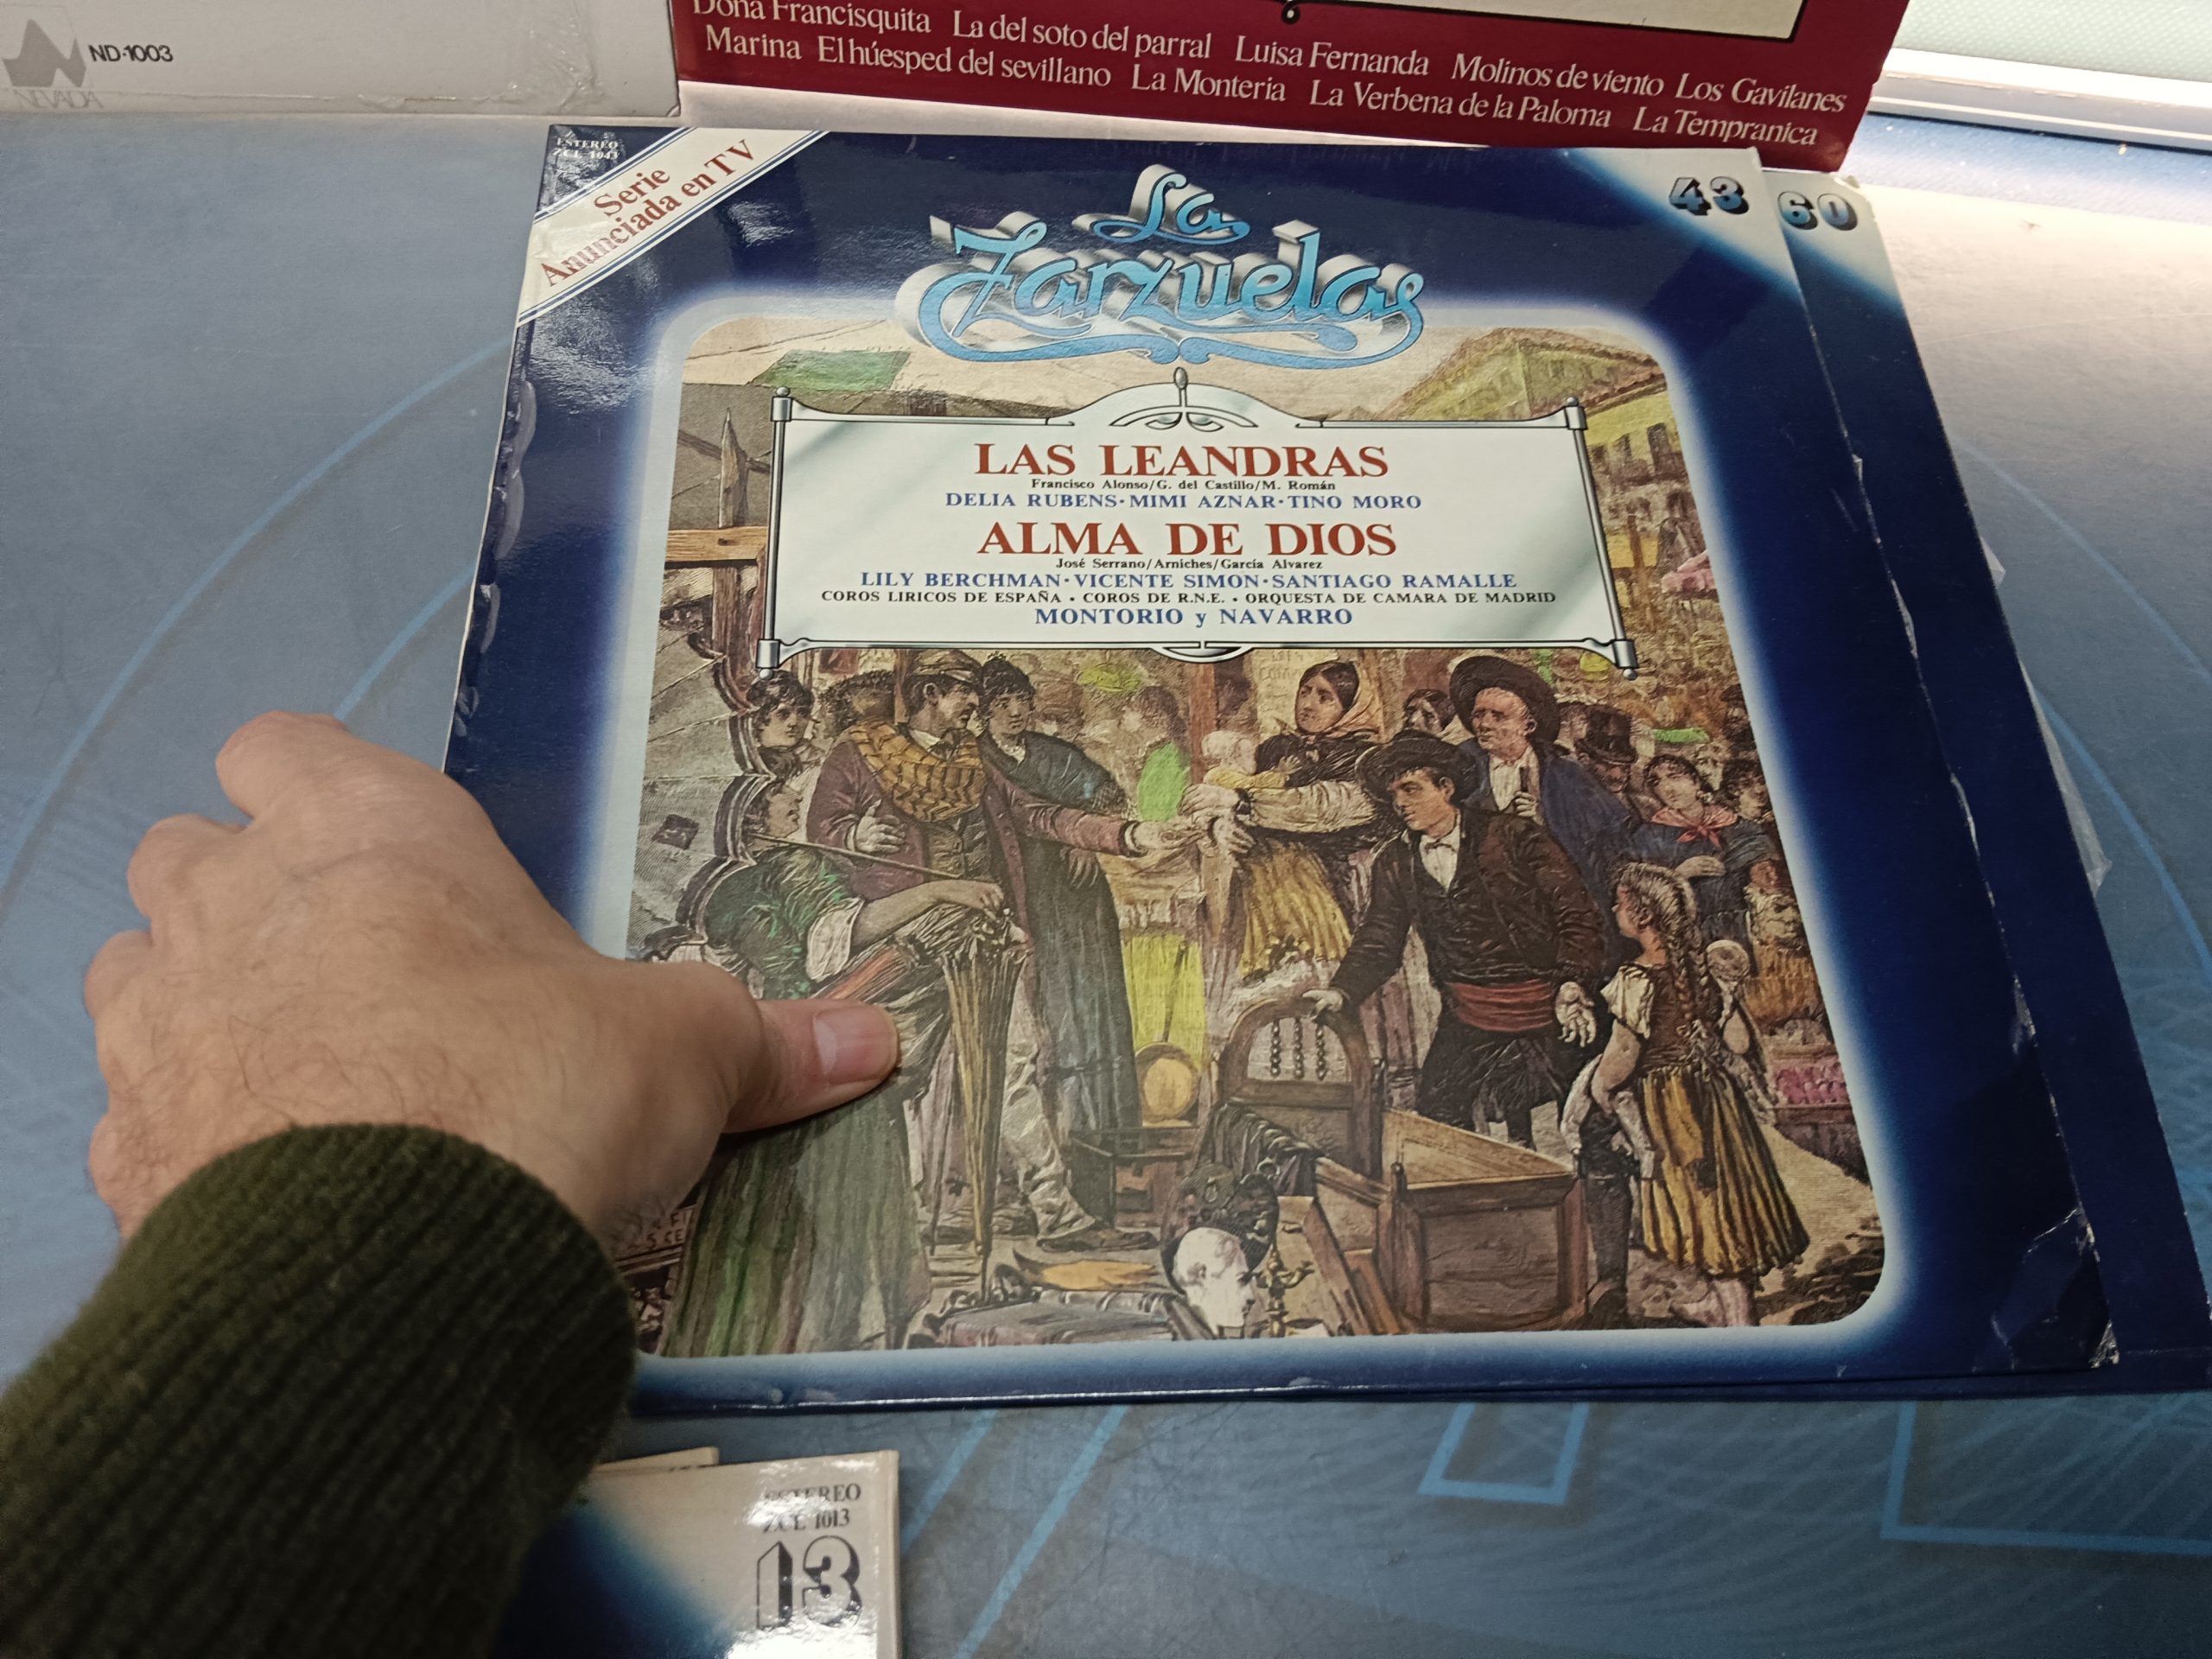 ND-1003
NEVADA
Doña Francisquita La del soto del parral Luisa Fernanda Molinos de viento Los Gavilanes
Marina El húesped del sevillano La Monteria La Verbena de la Paloma La Tempranica
ESTEREO
ZCL 1043
Serie
Anunciada en TV
43
60
La
Zarzuelas
LAS LEANDRAS
Francisco Alonso/G. del Castillo/M. Román
DELIA RUBENS·MIMI AZNAR·TINO MORO
ALMA DE DIOS
José Serrano/Arniches/García Alvarez
LILY BERCHMAN·VICENTE SIMON·SANTIAGO RAMALLE
COROS LIRICOS DE ESPAÑA • COROS DE R.N.E. • ORQUESTA DE CAMARA DE MADRID
MONTORIO y NAVARRO
ESTEREO
ZCL 1013
13